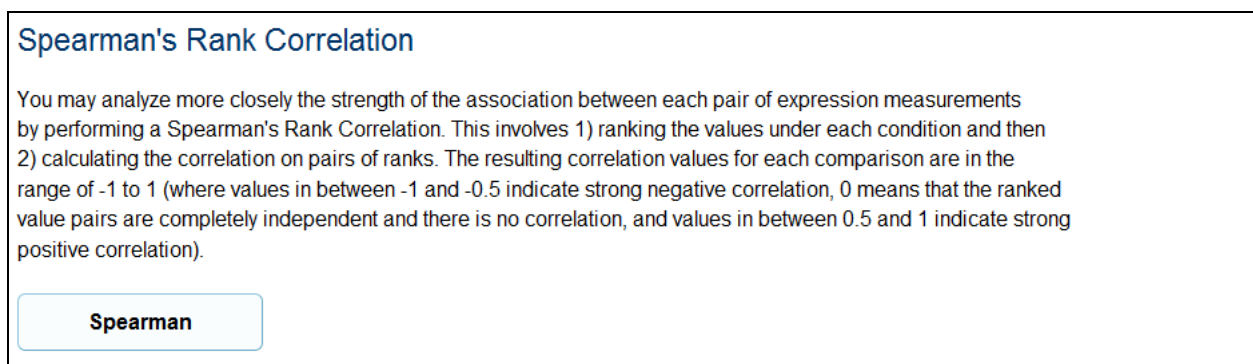 Spearman's Rank Correlation
You may analyze more closely the strength of the association between each pair of expression measurements
by performing a Spearman's Rank Correlation. This involves 1) ranking the values under each condition and then
2) calculating the correlation on pairs of ranks. The resulting correlation values for each comparison are in the
range of -1 to 1 (where values in between -1 and -0.5 indicate strong negative correlation, 0 means that the ranked
value pairs are completely independent and there is no correlation, and values in between 0.5 and 1 indicate strong
positive correlation).
Spearman